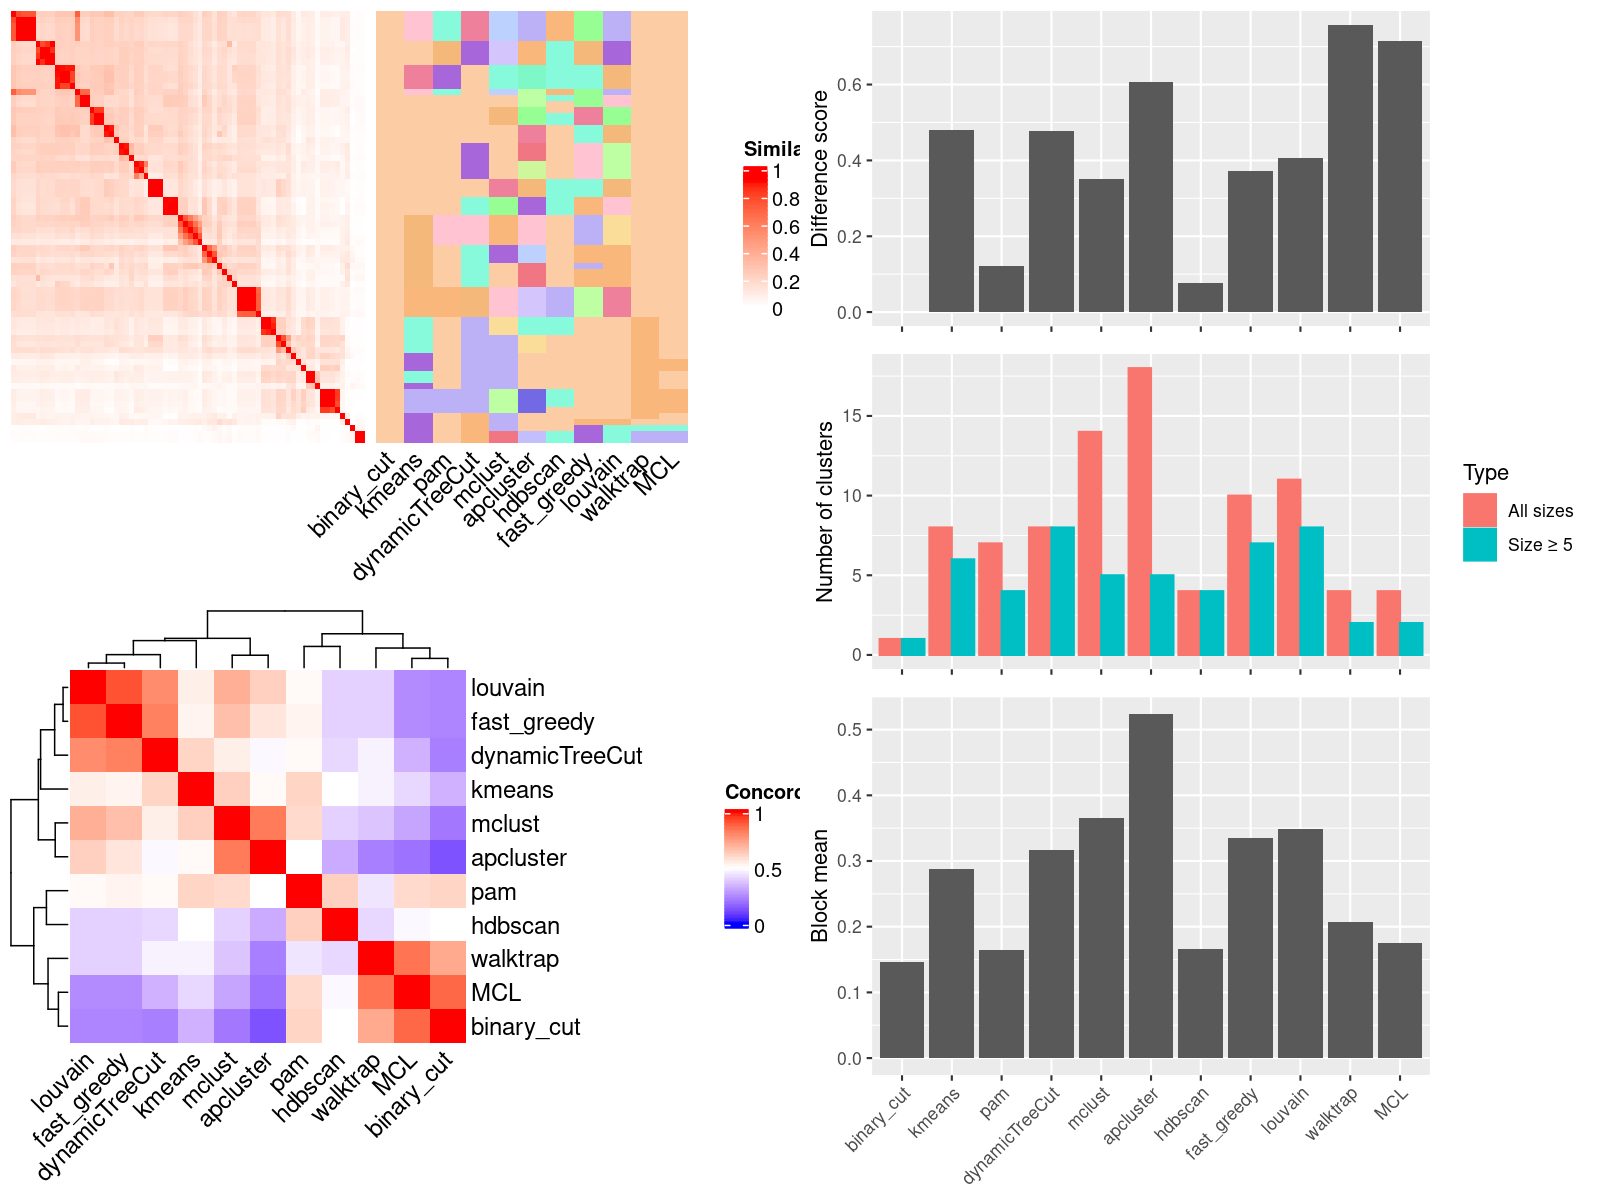 Simila
1
0.8
0.6
0.4
0.2
0
binary_cut
kmeans
pam
dynamicTreeCut
mclust
apcluster
hdbscan
fast_greedy
louvain
walktrap
MCL
louvain
fast_greedy
dynamicTreeCut
kmeans
mclust
apcluster
pam
hdbscan
walktrap
MCL
binary_cut
louvain
fast_greedy
dynamicTreeCut
kmeans
mclust
apcluster
pam
hdbscan
walktrap
MCL
binary_cut
Concord
1
0.5
0
Difference score
0.6
0.4
0.2
0.0
Number of clusters
15
10
5
0
Type
All sizes
Size ≥ 5
Block mean
0.5
0.4
0.3
0.2
0.1
0.0
binary_cut
kmeans
pam
dynamicTreeCut
mclust
apcluster
hdbscan
fast_greedy
louvain
walktrap
MCL